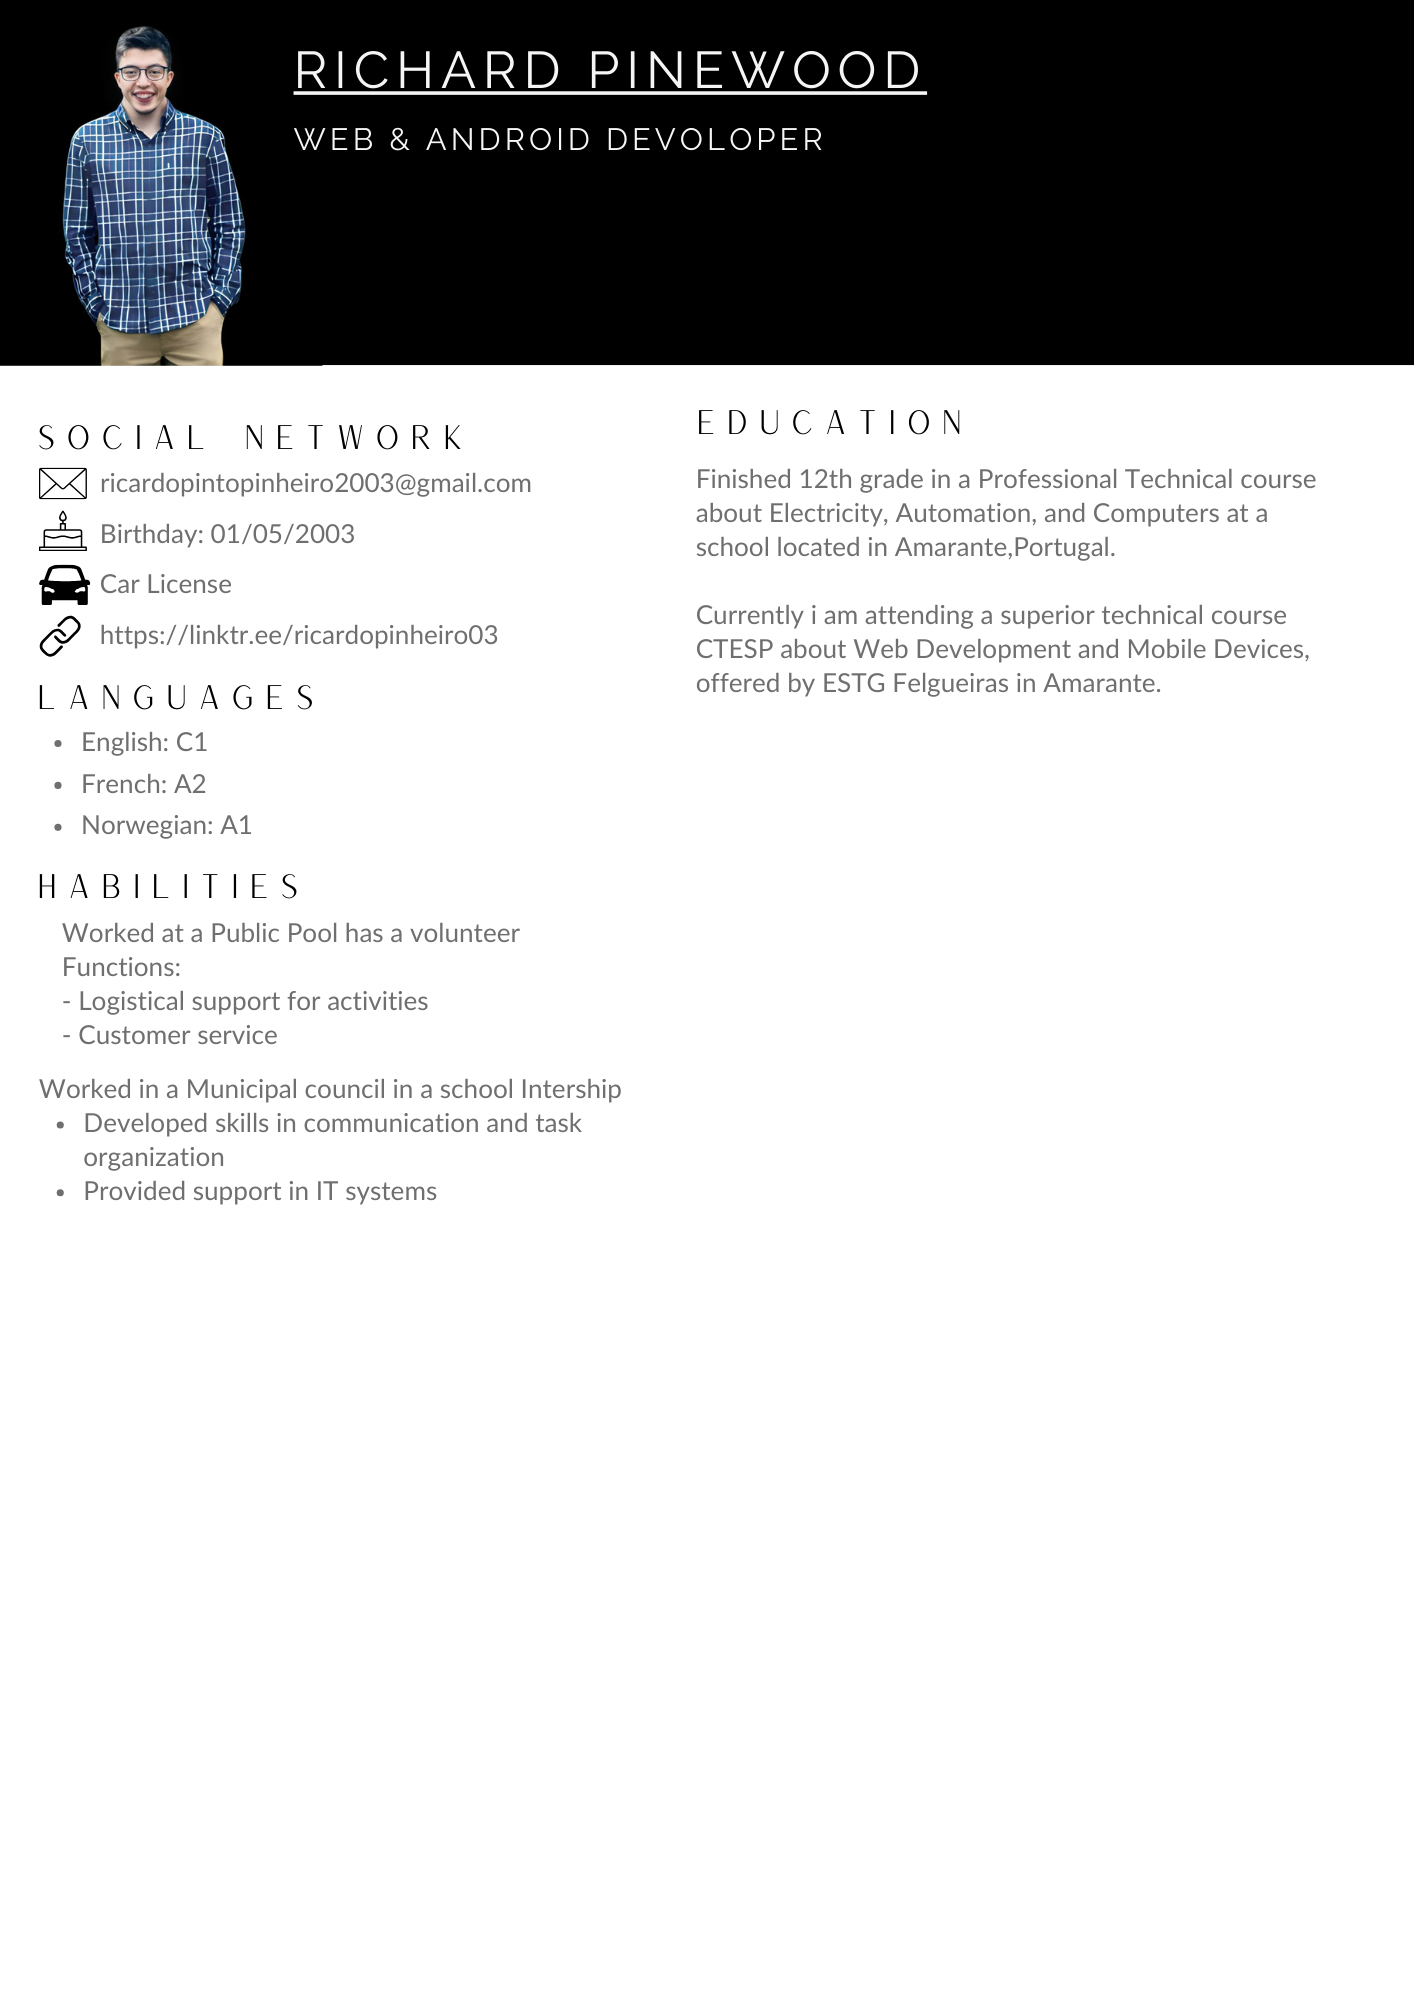 RICHARD PINEWOOD
WEB & ANDROID DEVOLOPER
SOCIAL NETWORK
ricardopintopinheiro2003@gmail.com
Birthday: 01/05/2003
Car License
https://linktr.ee/ricardopinheiro03
LANGUAGES
• English: C1
• French: A2
• Norwegian: A1
HABILITIES
Worked at a Public Pool has a volunteer
Functions:
- Logistical support for activities
- Customer service
Worked in a Municipal council in a school Intership
• Developed skills in communication and task
organization
• Provided support in IT systems
EDUCATION
Finished 12th grade in a Professional Technical course
about Electricity, Automation, and Computers at a
school located in Amarante,Portugal.
Currently i am attending a superior technical course
CTESP about Web Development and Mobile Devices,
offered by ESTG Felgueiras in Amarante.